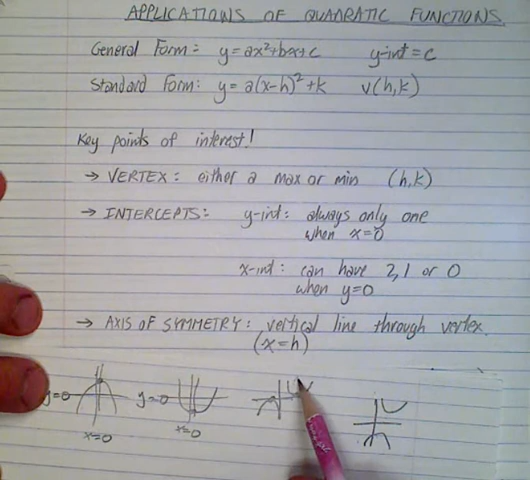 APPLICATIONS OF QUADRATIC FUNCTIONS
General Form: y=ax²+bx+c y-int=c
Standard Form: y=a(x-h)²+k V(h,k)
Key points of interest!
→ VERTEX: either a max or min (h,k)
→ INTERCEPTS: y-int: always only one
when x=0
x-int: can have 2,1 or 0
when y=0
→ AXIS OF SYMMETRY: vertical line through vertex.
(x=h)
y=0 y=0
x=0 x=0